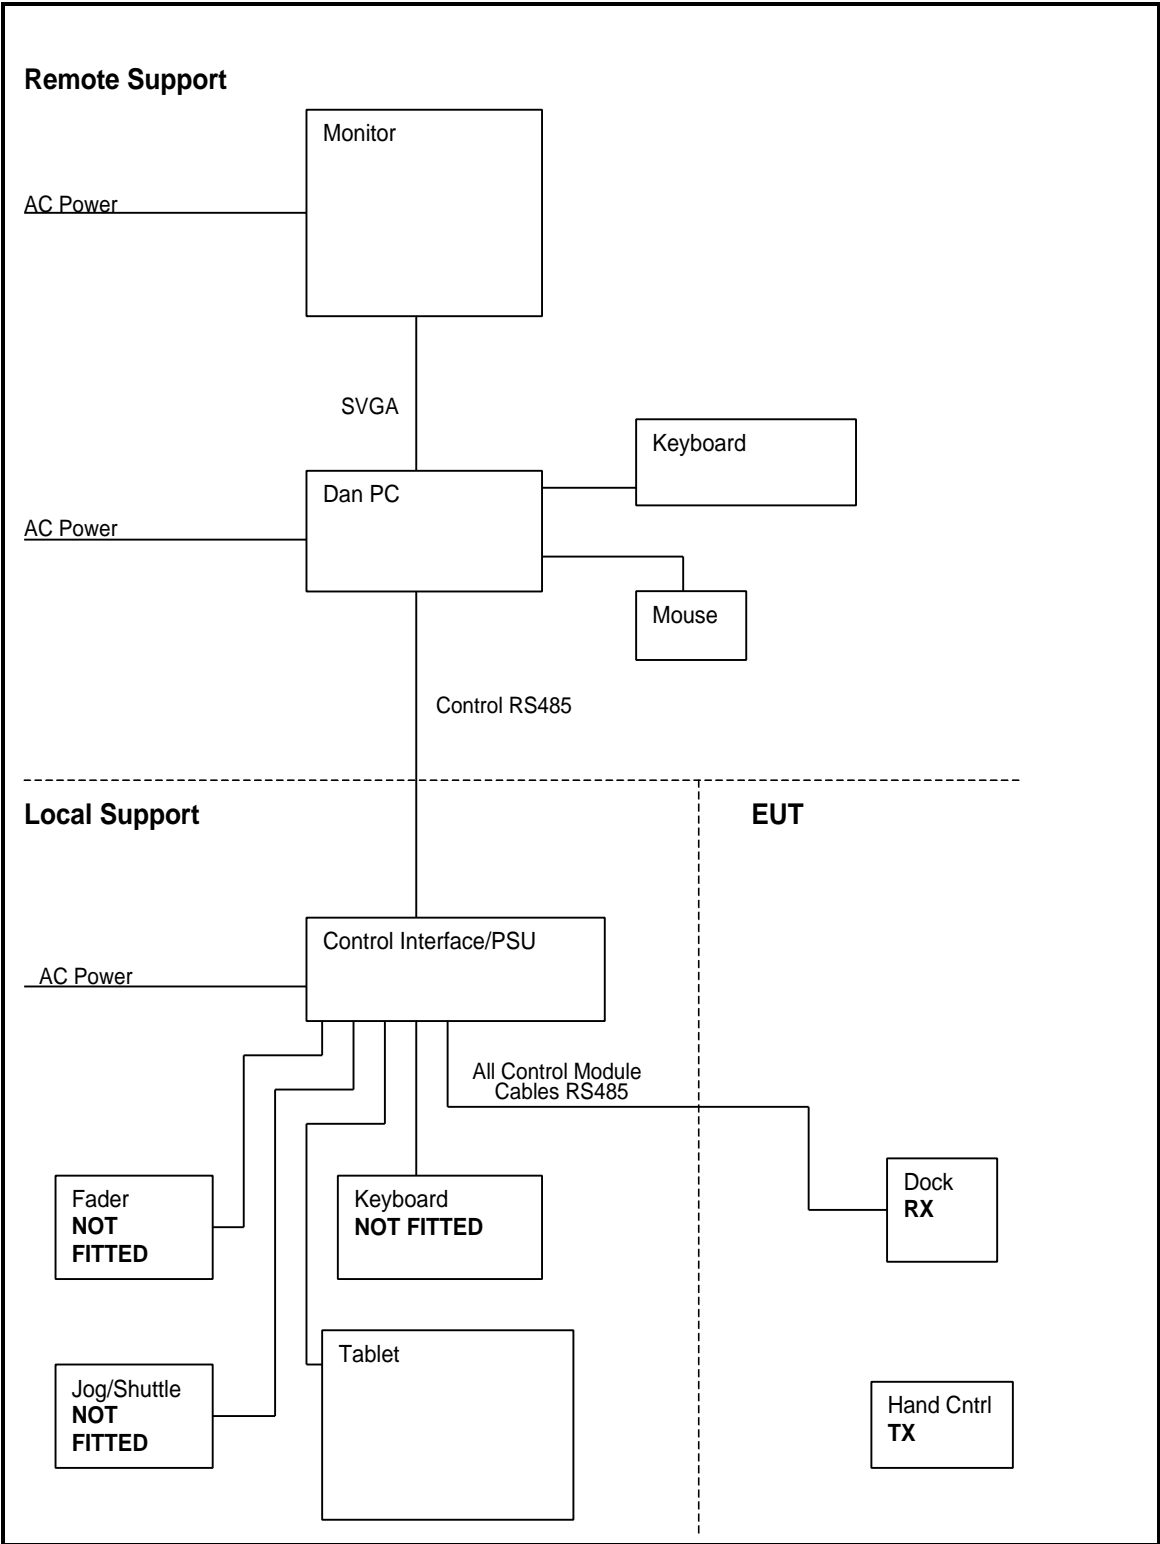 Remote Support
Monitor
AC Power
SVGA
Keyboard
Dan PC
AC Power
Mouse
Control RS485
Local Support
EUT
Control Interface/PSU
AC Power
All Control Module
Cables RS485
Fader
NOT
FITTED
Keyboard
NOT FITTED
Dock
RX
Tablet
Jog/Shuttle
NOT
FITTED
Hand Cntrl
TX